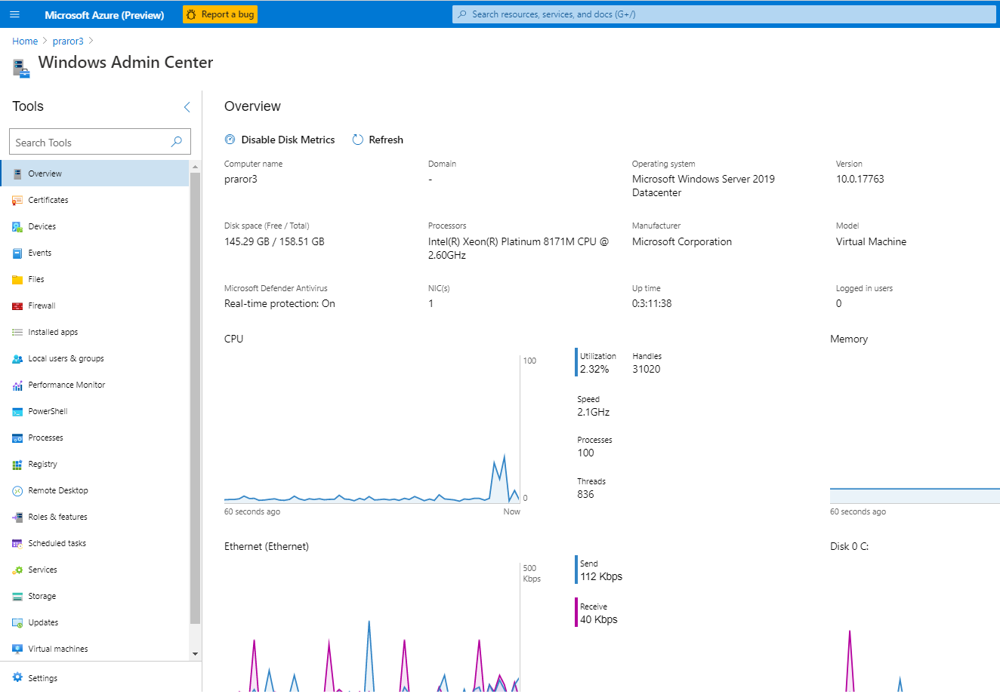 Microsoft Azure (Preview)
Report a bug
Search resources, services, and docs (G+/)
Home > praror3 >
Windows Admin Center
Tools
Search Tools
Overview
Certificates
Devices
Events
Files
Firewall
Installed apps
Local users & groups
Performance Monitor
PowerShell
Processes
Registry
Remote Desktop
Roles & features
Scheduled tasks
Services
Storage
Updates
Virtual machines
Settings
Overview
Disable Disk Metrics
Refresh
Computer name
praror3
Domain
-
Operating system
Microsoft Windows Server 2019
Datacenter
Version
10.0.17763
Disk space (Free / Total)
145.29 GB / 158.51 GB
Processors
Intel(R) Xeon(R) Platinum 8171M CPU @
2.60GHz
Manufacturer
Microsoft Corporation
Model
Virtual Machine
Microsoft Defender Antivirus
Real-time protection: On
NIC(s)
1
Up time
0:3:11:38
Logged in users
0
CPU
100
0
60 seconds ago
Now
Utilization
2.32%
Handles
31020
Speed
2.1GHz
Processes
100
Threads
836
Memory
60 seconds ago
Ethernet (Ethernet)
500
Kbps
Send
112 Kbps
Receive
40 Kbps
Disk 0 C: